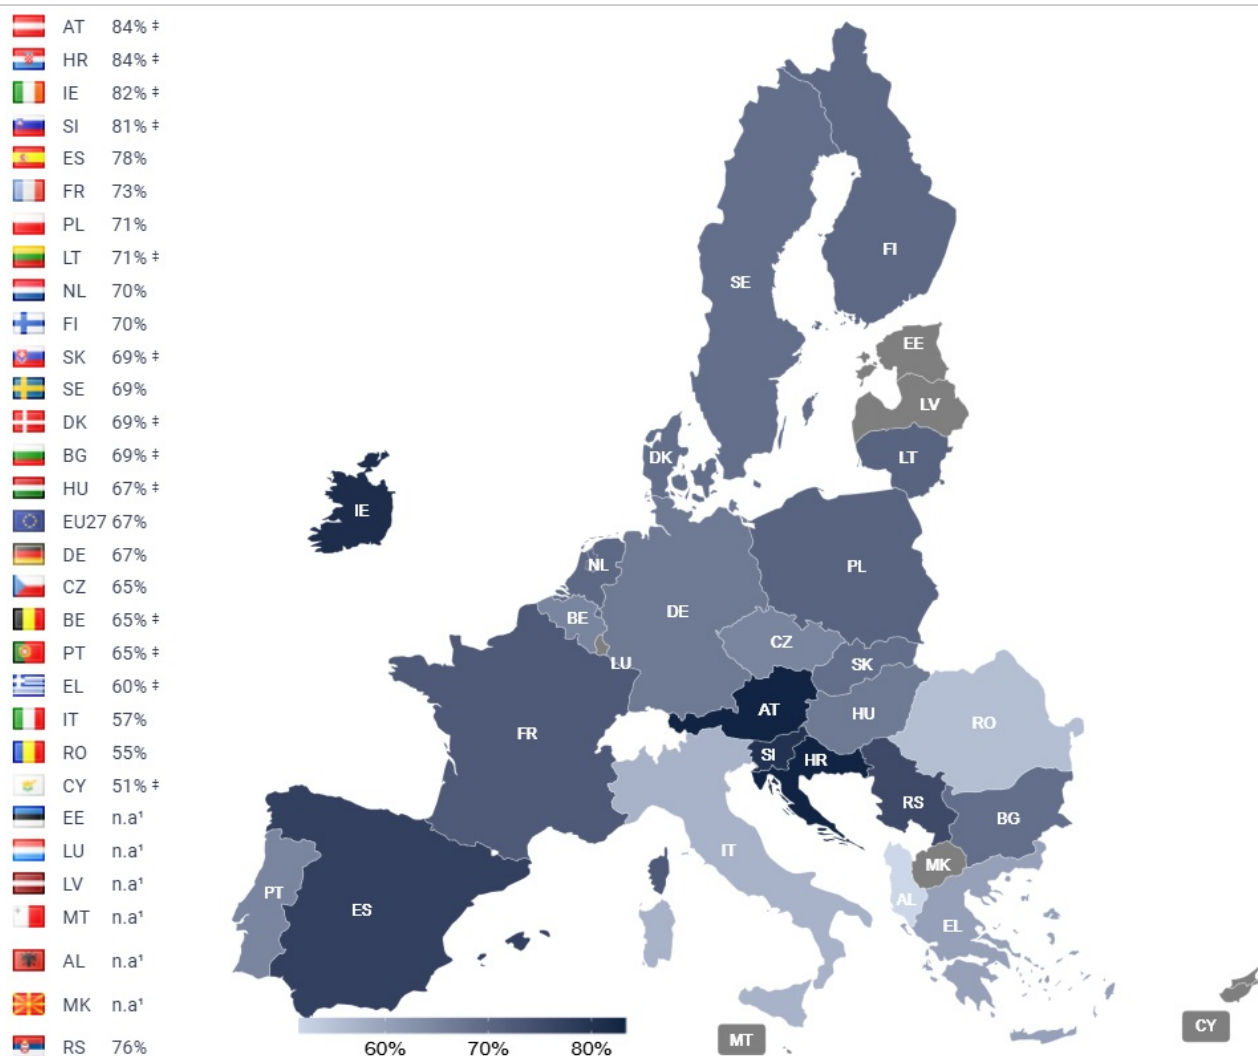 AT 84% ‡
HR 84% ‡
IE 82% ‡
SI 81% ‡
ES 78%
FR 73%
PL 71%
LT 71% ‡
NL 70%
FI 70%
SK 69% ‡
SE 69%
DK 69% ‡
BG 69% ‡
HU 67% ‡
EU27 67%
DE 67%
CZ 65%
BE 65% ‡
PT 65% ‡
EL 60% ‡
IT 57%
RO 55%
CY 51% ‡
EE n.a¹
LU n.a¹
LV n.a¹
MT n.a¹
AL n.a¹
MK n.a¹
RS 76%
FI
SE
EE
LV
LT
DK
IE
NL
PL
BE
DE
CZ
LU
SK
AT
HU
RO
FR
SI
HR
RS
BG
IT
MK
PT
AL
ES
EL
CY
MT
60% 70% 80%